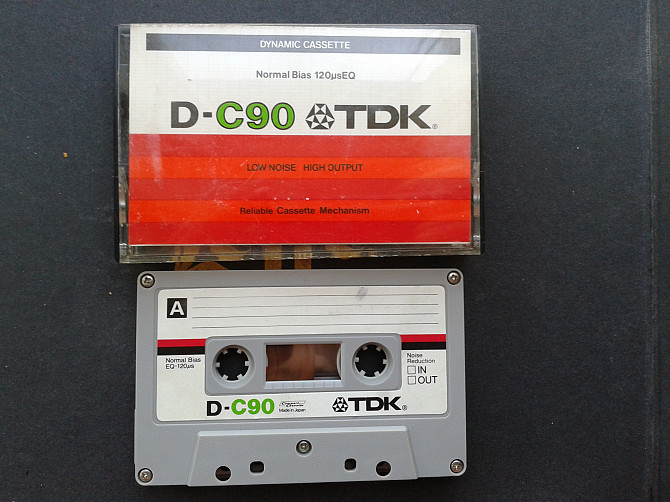 DYNAMIC CASSETTE
Normal Bias 120µsEQ
D-C90 TDK®
LOW NOISE HIGH OUTPUT
Reliable Cassette Mechanism
A
Normal Bias
EQ-120µs
Noise
Reduction
IN
OUT
D-C90 Made in Japan TDK®